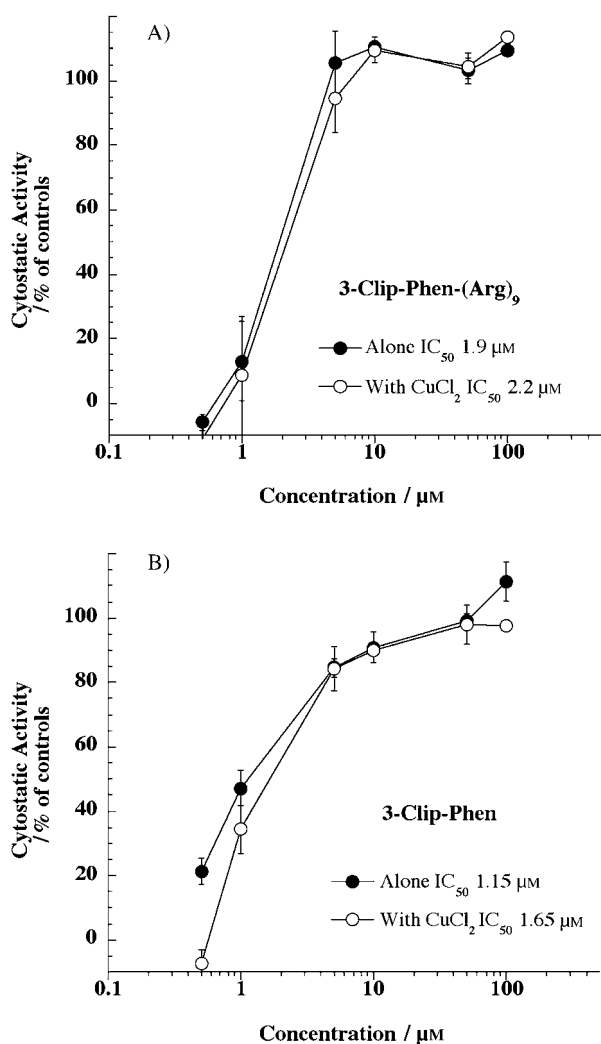 A)
100
80
60
40
20
0
Cytostatic Activity
/% of controls
3-Clip-Phen-(Arg)₉
Alone IC₅₀ 1.9 µM
With CuCl₂ IC₅₀ 2.2 µM
0.1 1 10 100
Concentration / µM
B)
100
80
60
40
20
0
Cytostatic Activity
/% of controls
3-Clip-Phen
Alone IC₅₀ 1.15 µM
With CuCl₂ IC₅₀ 1.65 µM
0.1 1 10 100
Concentration / µM